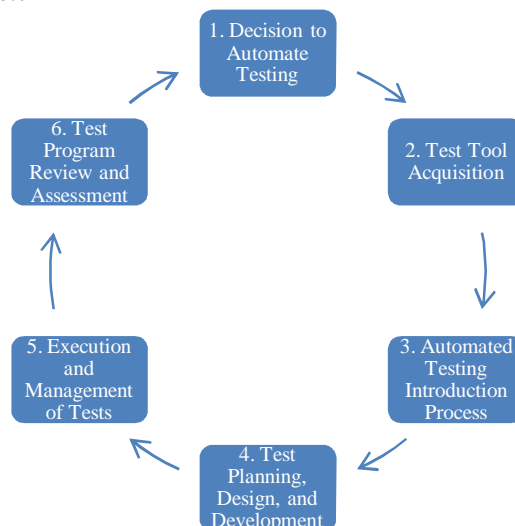 1. Decision to
Automate
Testing
2. Test Tool
Acquisition
3. Automated
Testing
Introduction
Process
4. Test
Planning,
Design, and
Development
5. Execution
and
Management
of Tests
6. Test
Program
Review and
Assessment